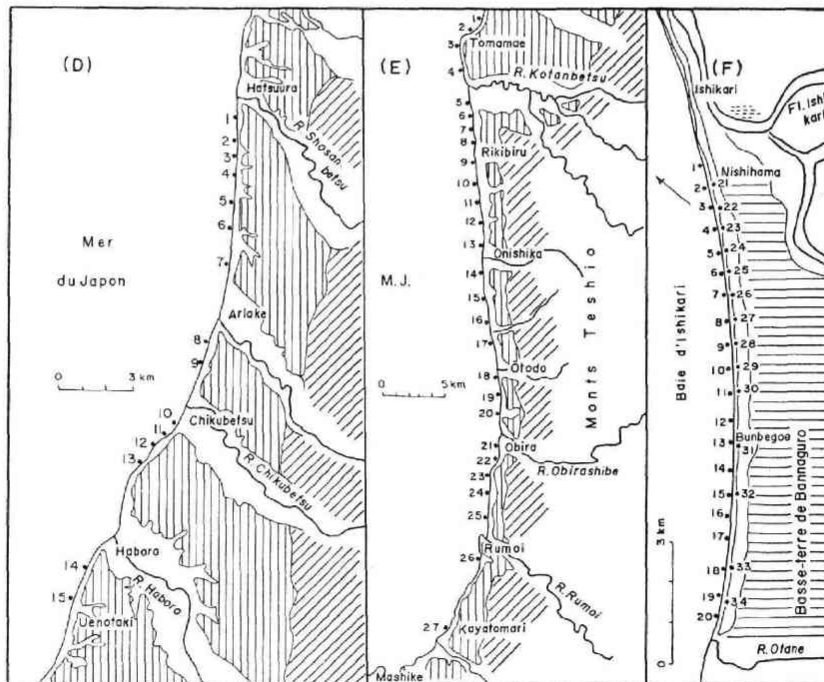 (D)
Hatsuura
R. Shosan
betsu
1
2
3
4
5
6
7
Mer
du Japon
Ariake
8
9
0 3 km
10
11
12
13
Chikubetsu
R. Chikubetsu
Haboro
14
15
R. Haboro
Uenotaki
(E)
1
2
Tomamae
3
4
R. Kotanbetsu
5
6
7
8
Rikibiru
9
10
11
12
13
Onishika
M.J.
14
15
16
17
Monts Teshio
Otodo
18
0 5 km
19
20
21
Obira
22
R. Obirashibe
23
24
25
Rumoi
26
R. Rumoi
27
Kayatomari
Mashike
(F)
Ishikari
Fl. Ishi
kari
1
Nishihama
2 21
3 22
4 23
5 24
6 25
7 26
8 27
9 28
10 29
11 30
12
Bunbegoe
13 31
14
15 32
16
17
18 33
19 34
20
Baie d'Ishikari
Basse-terre de Bannaguro
0 3 km
R. Otane